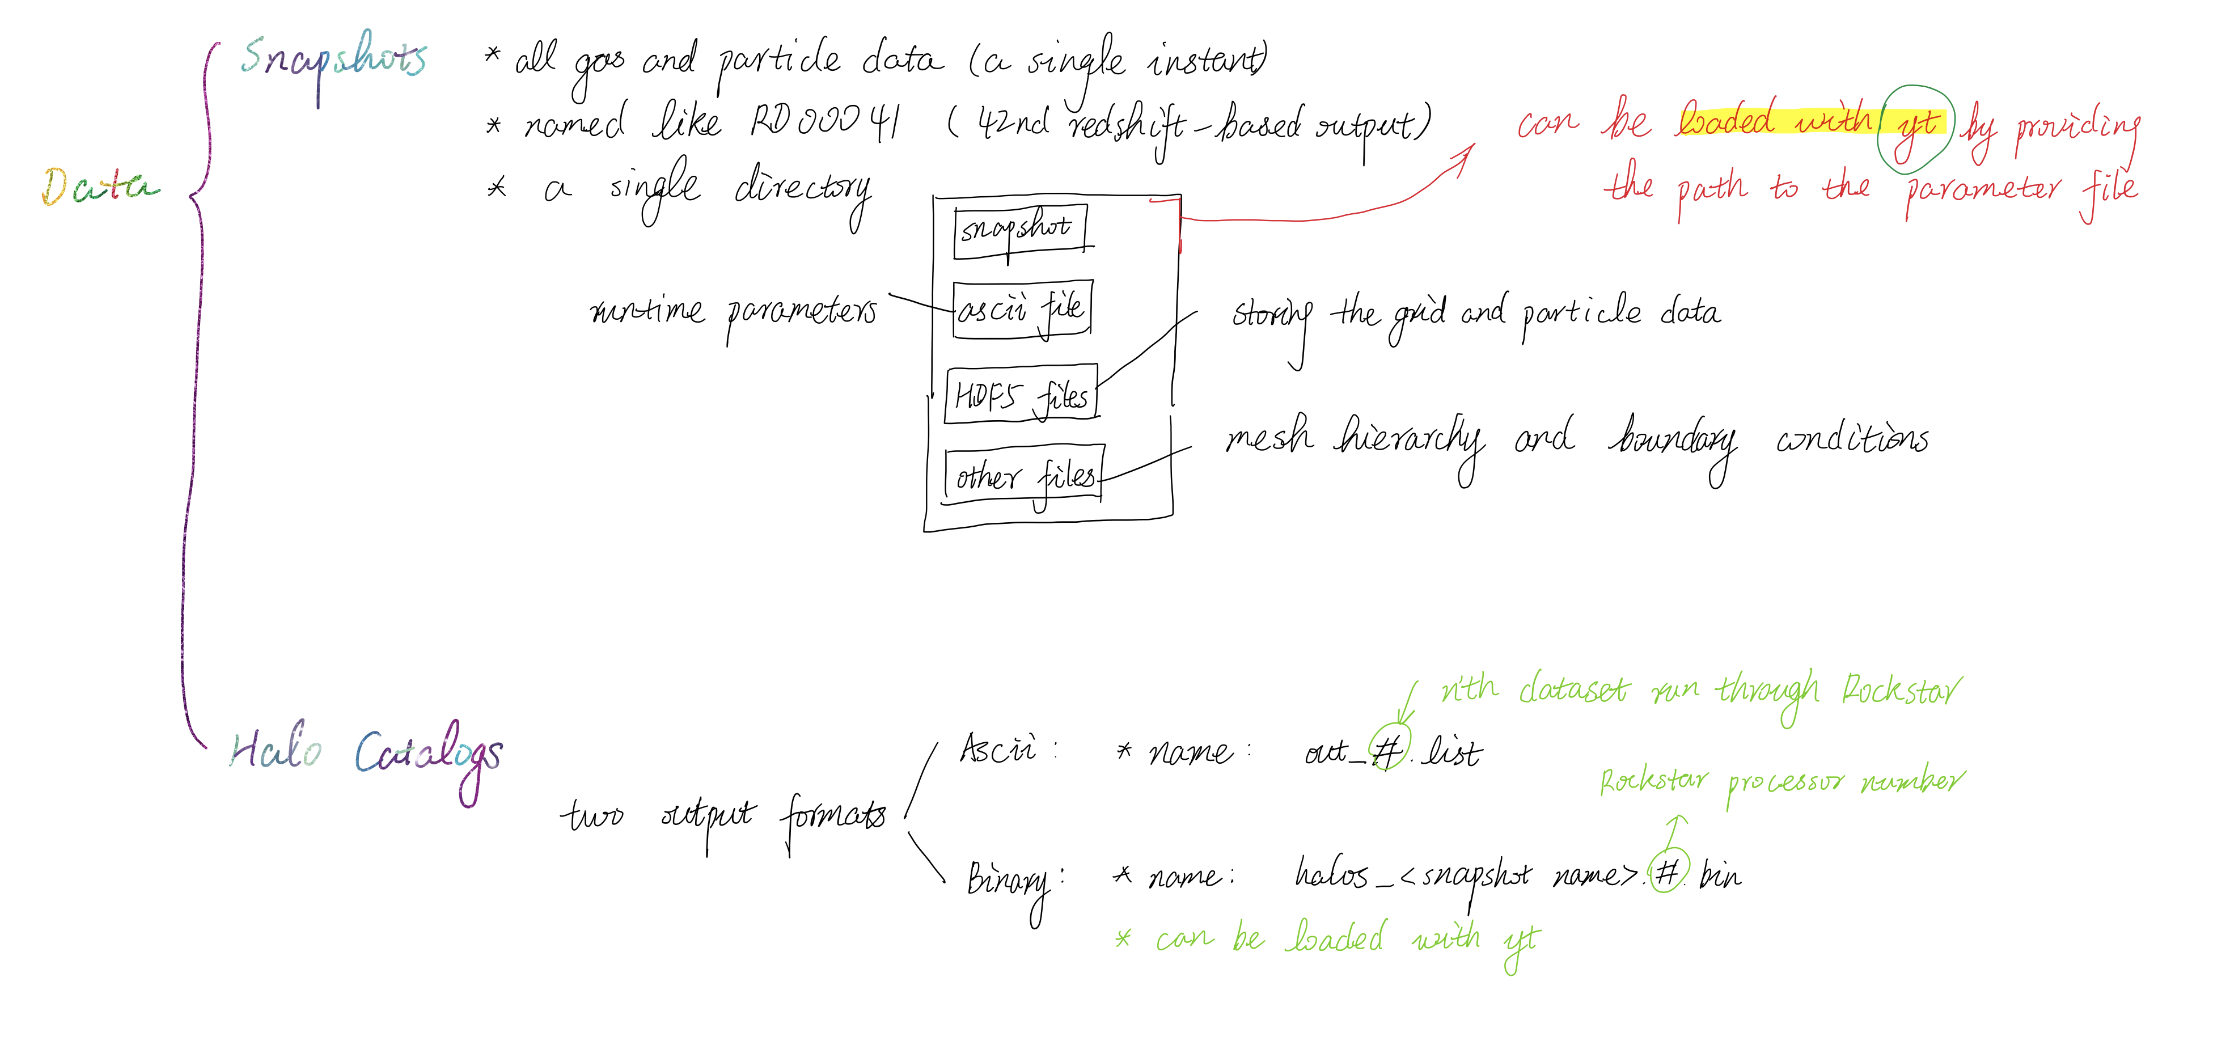 Data
Snapshots
* all gas and particle data (a single instant)
* named like RD00041 (42nd redshift-based output)
* a single directory
can be loaded with yt by providing
the path to the parameter file
snapshot
runtime parameters
ascii file
storing the grid and particle data
HDF5 files
mesh hierarchy and boundary conditions
other files
Halo Catalogs
two output formats
n'th dataset run through Rockstar
Ascii: * name: out_#.list
Rockstar processor number
Binary: * name: halos_<snapshot name>.#.bin
* can be loaded with yt